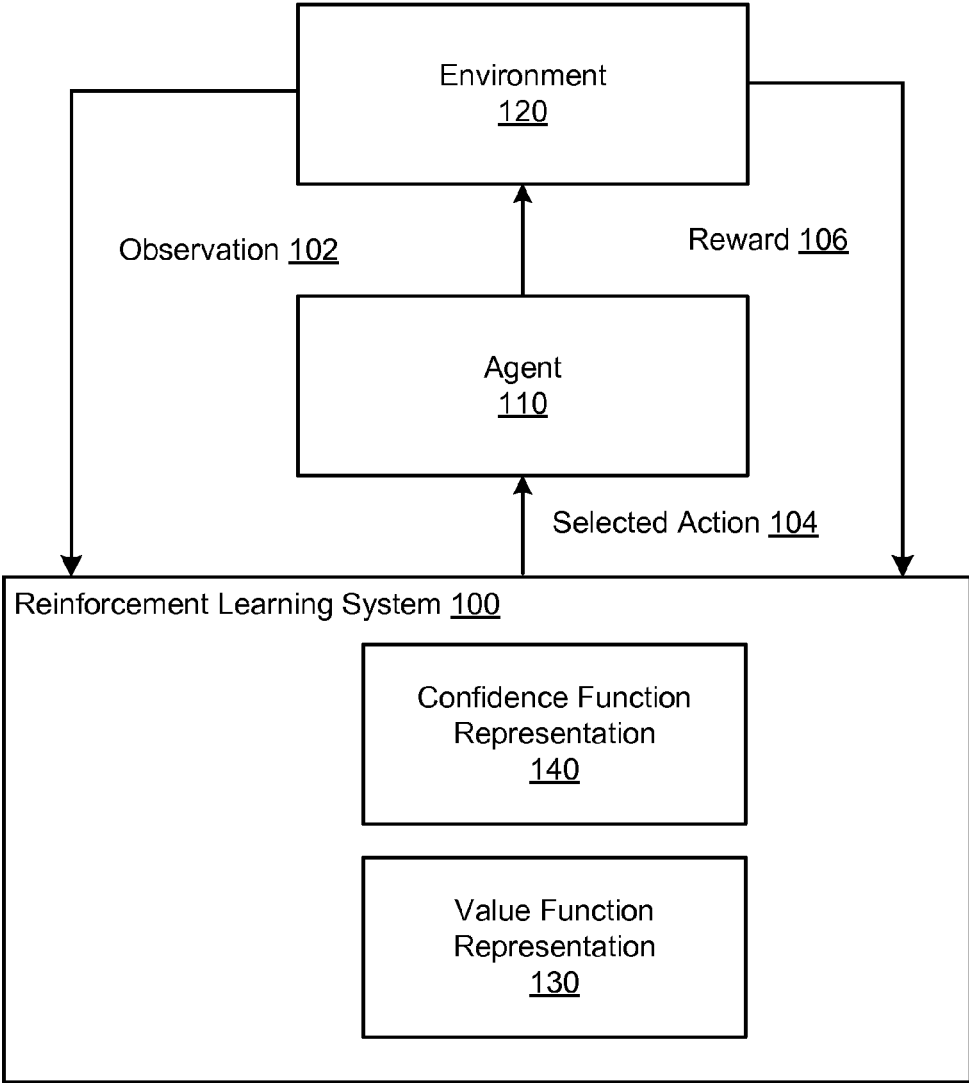 Environment
120
Observation 102
Reward 106
Agent
110
Selected Action 104
Reinforcement Learning System 100
Confidence Function
Representation
140
Value Function
Representation
130